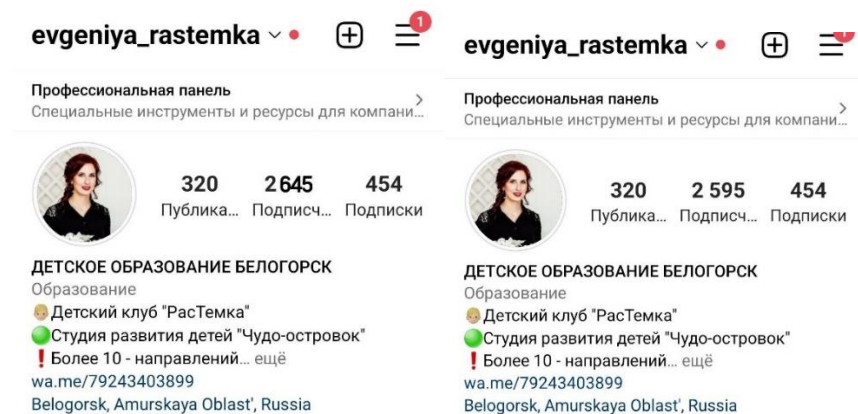 evgeniya_rastemka
1
Профессиональная панель
Специальные инструменты и ресурсы для компани...
320 2645 454
Публика... Подписч... Подписки
ДЕТСКОЕ ОБРАЗОВАНИЕ БЕЛОГОРСК
Образование
Детский клуб "РасТемка"
Студия развития детей "Чудо-островок"
❗Более 10 - направлений... ещё
wa.me/79243403899
Belogorsk, Amurskaya Oblast', Russia
evgeniya_rastemka
1
Профессиональная панель
Специальные инструменты и ресурсы для компани...
320 2 595 454
Публика... Подписч... Подписки
ДЕТСКОЕ ОБРАЗОВАНИЕ БЕЛОГОРСК
Образование
Детский клуб "РасТемка"
Студия развития детей "Чудо-островок"
❗Более 10 - направлений... ещё
wa.me/79243403899
Belogorsk, Amurskaya Oblast', Russia